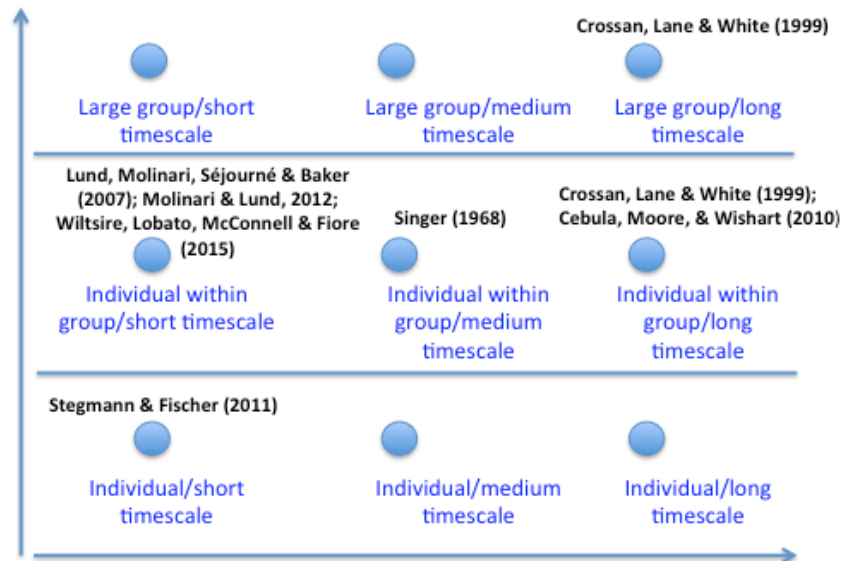 Crossan, Lane & White (1999)
Large group/short
timescale
Large group/medium
timescale
Large group/long
timescale
Lund, Molinari, Séjourné & Baker
(2007); Molinari & Lund, 2012;
Wiltsire, Lobato, McConnell & Fiore
(2015)
Singer (1968)
Crossan, Lane & White (1999);
Cebula, Moore, & Wishart (2010)
Individual within
group/short timescale
Individual within
group/medium
timescale
Individual within
group/long
timescale
Stegmann & Fischer (2011)
Individual/short
timescale
Individual/medium
timescale
Individual/long
timescale